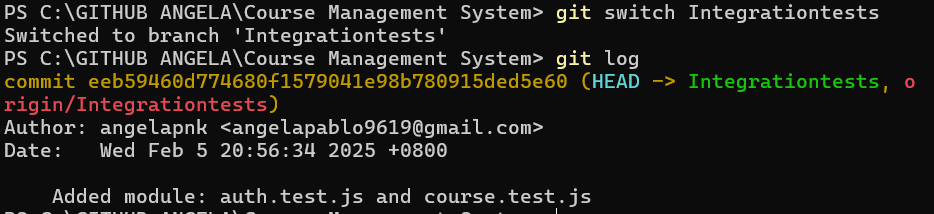 PS C:\GITHUB ANGELA\Course Management System> git switch Integrationtests
Switched to branch 'Integrationtests'
PS C:\GITHUB ANGELA\Course Management System> git log
commit eeb59460d774680f1579041e98b780915ded5e60 (HEAD -> Integrationtests, o
rigin/Integrationtests)
Author: angelapnk <angelapablo9619@gmail.com>
Date:   Wed Feb 5 20:56:34 2025 +0800
    Added module: auth.test.js and course.test.js